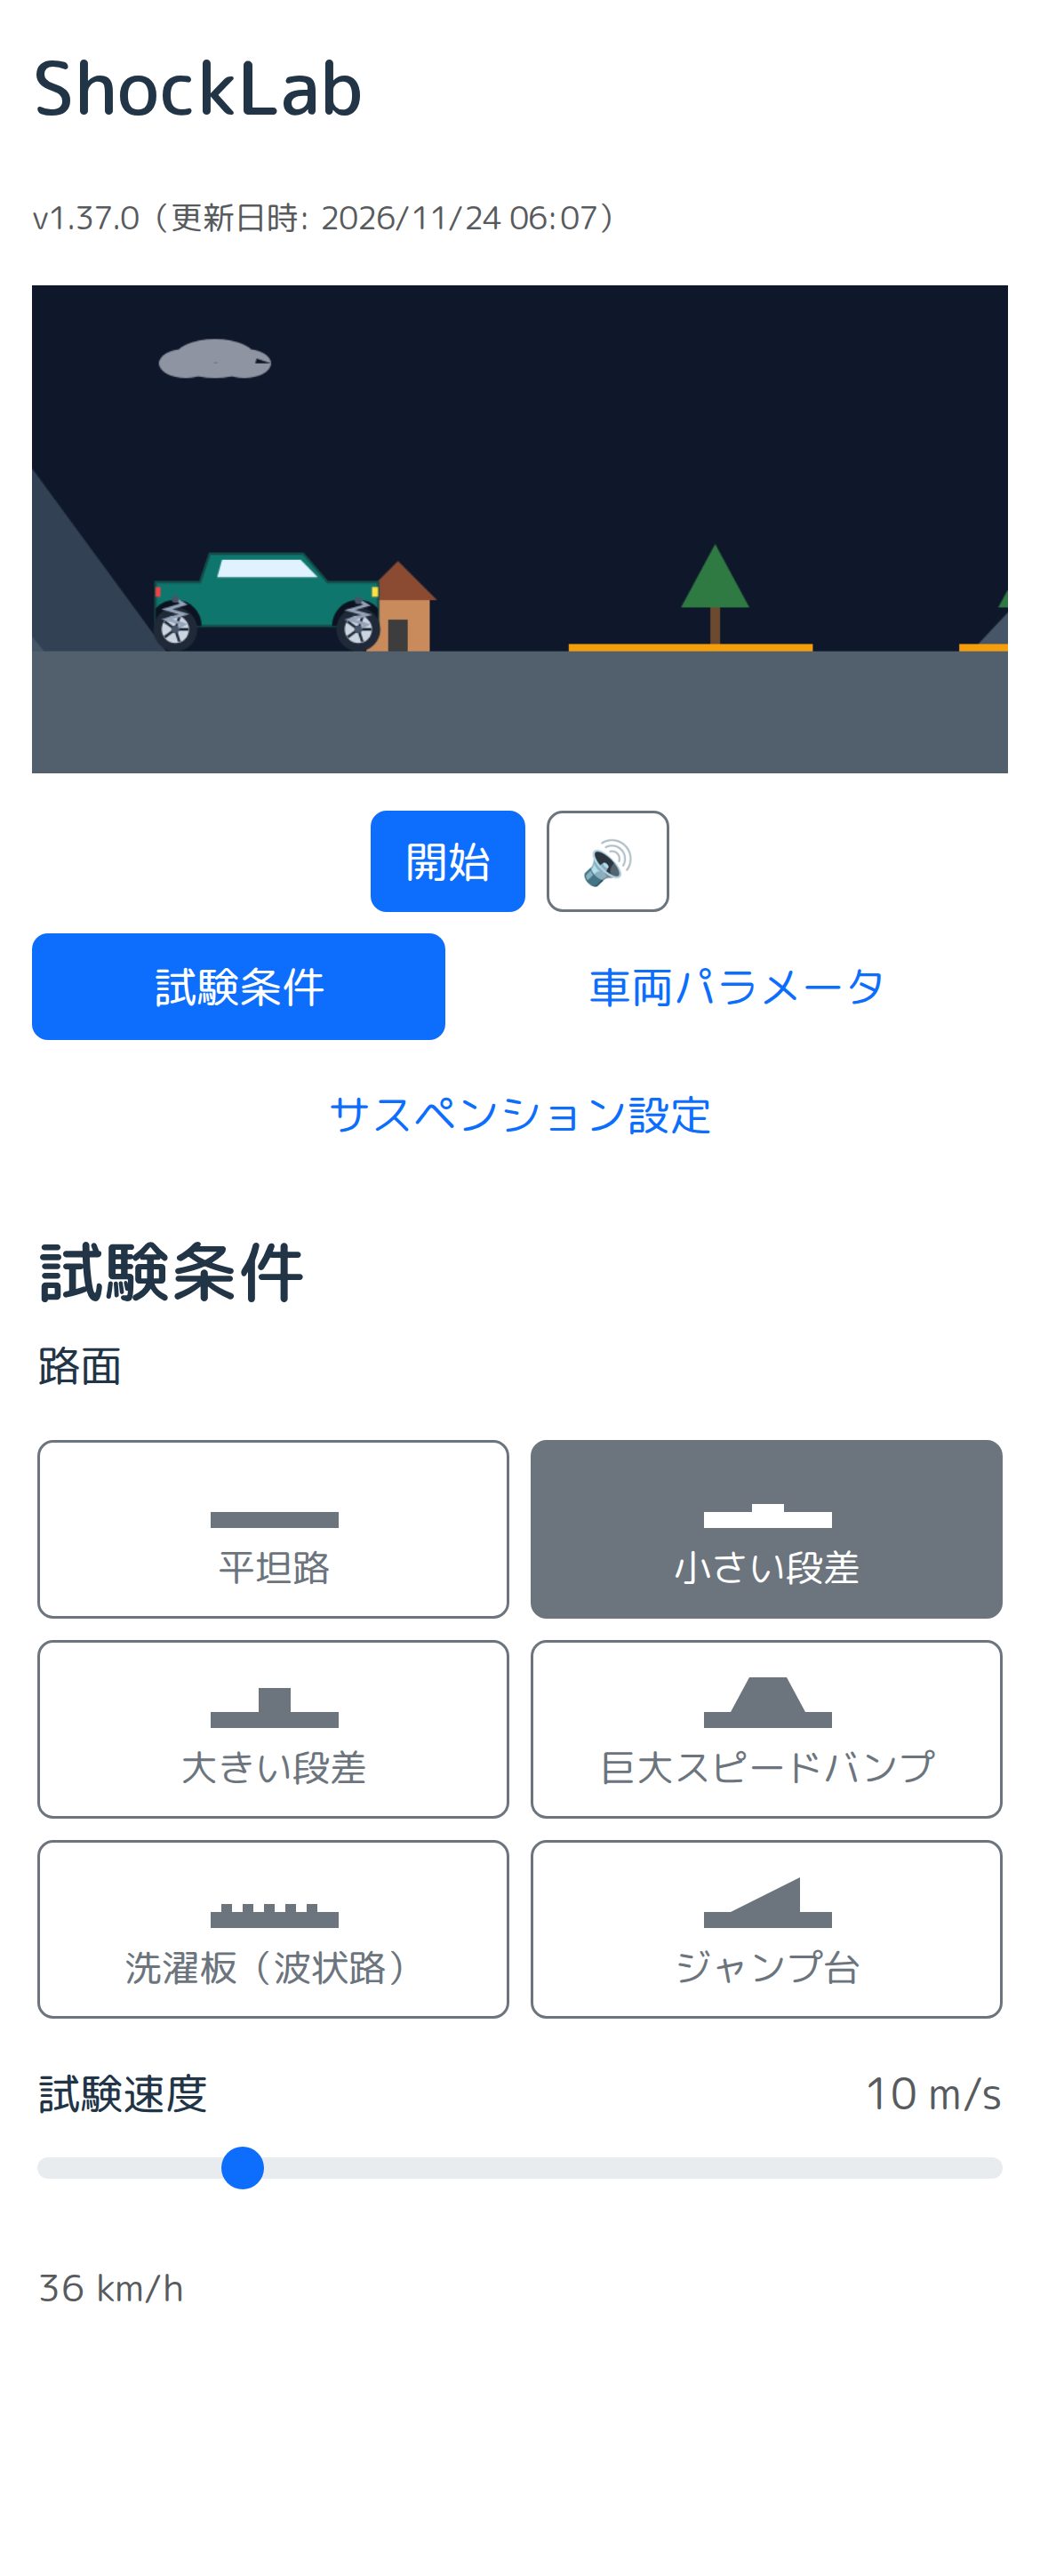 ShockLab
v1.37.0（更新日時: 2026/11/24 06:07）
開始
試験条件
車両パラメータ
サスペンション設定
試験条件
路面
平坦路
小さい段差
大きい段差
巨大スピードバンプ
洗濯板（波状路）
ジャンプ台
試験速度
10 m/s
36 km/h